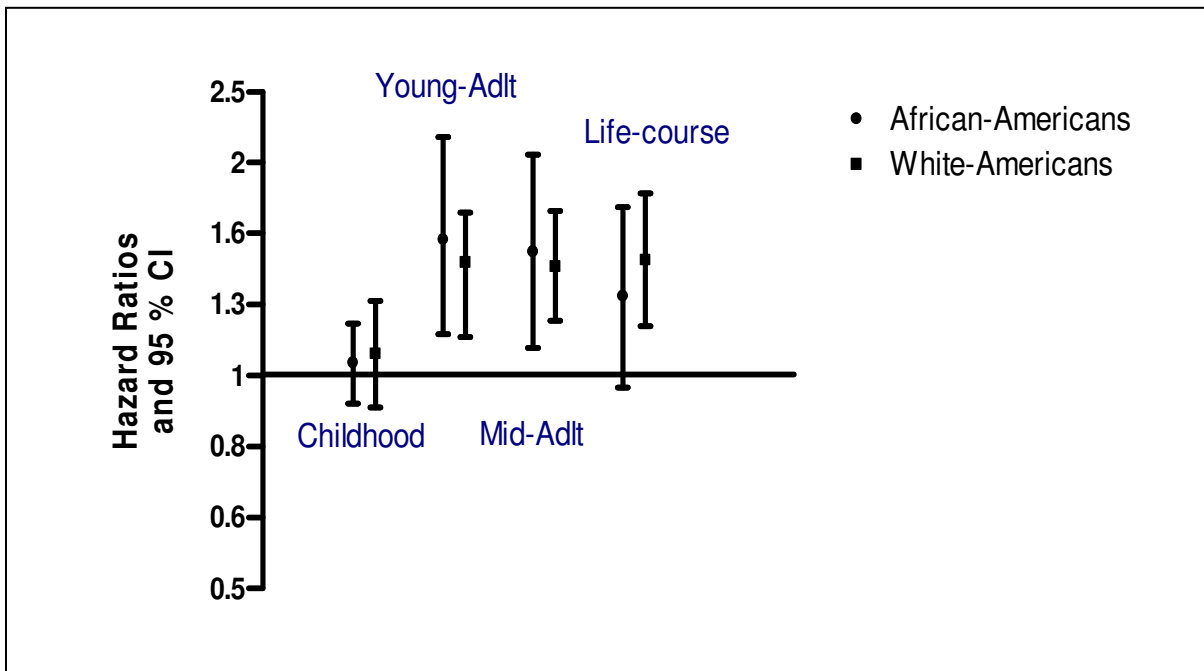 Hazard Ratios
and 95 % CI
2.5
2
1.6
1.3
1
0.8
0.6
0.5
Young-Adlt
Life-course
Childhood
Mid-Adlt
African-Americans
White-Americans